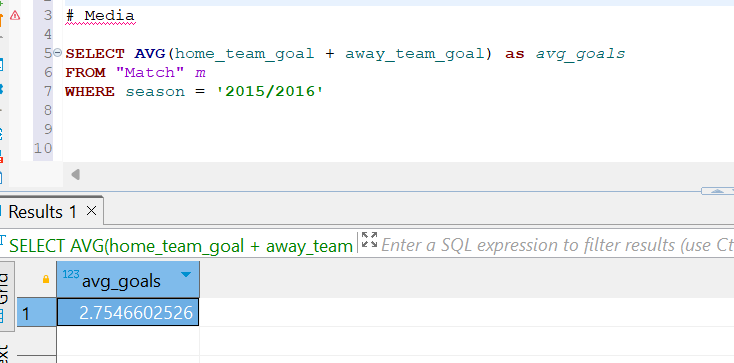 3 # Media
4
5 SELECT AVG(home_team_goal + away_team_goal) as avg_goals
6 FROM "Match" m
7 WHERE season = '2015/2016'
8
9
10
Results 1 ×
SELECT AVG(home_team_goal + away_team Enter a SQL expression to filter results (use Ct
Grid
123 avg_goals
1 2.7546602526